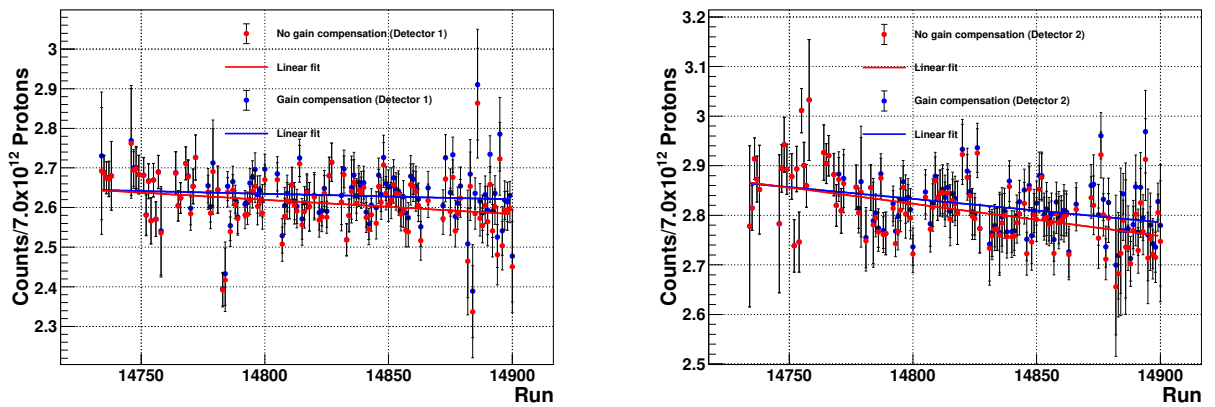 Counts/7.0x10¹² Protons
3
2.9
2.8
2.7
2.6
2.5
2.4
2.3
No gain compensation (Detector 1)
Linear fit
Gain compensation (Detector 1)
Linear fit
14750
14800
14850
14900
Run
Counts/7.0x10¹² Protons
3.2
3.1
3
2.9
2.8
2.7
2.6
2.5
No gain compensation (Detector 2)
Linear fit
Gain compensation (Detector 2)
Linear fit
14750
14800
14850
14900
Run